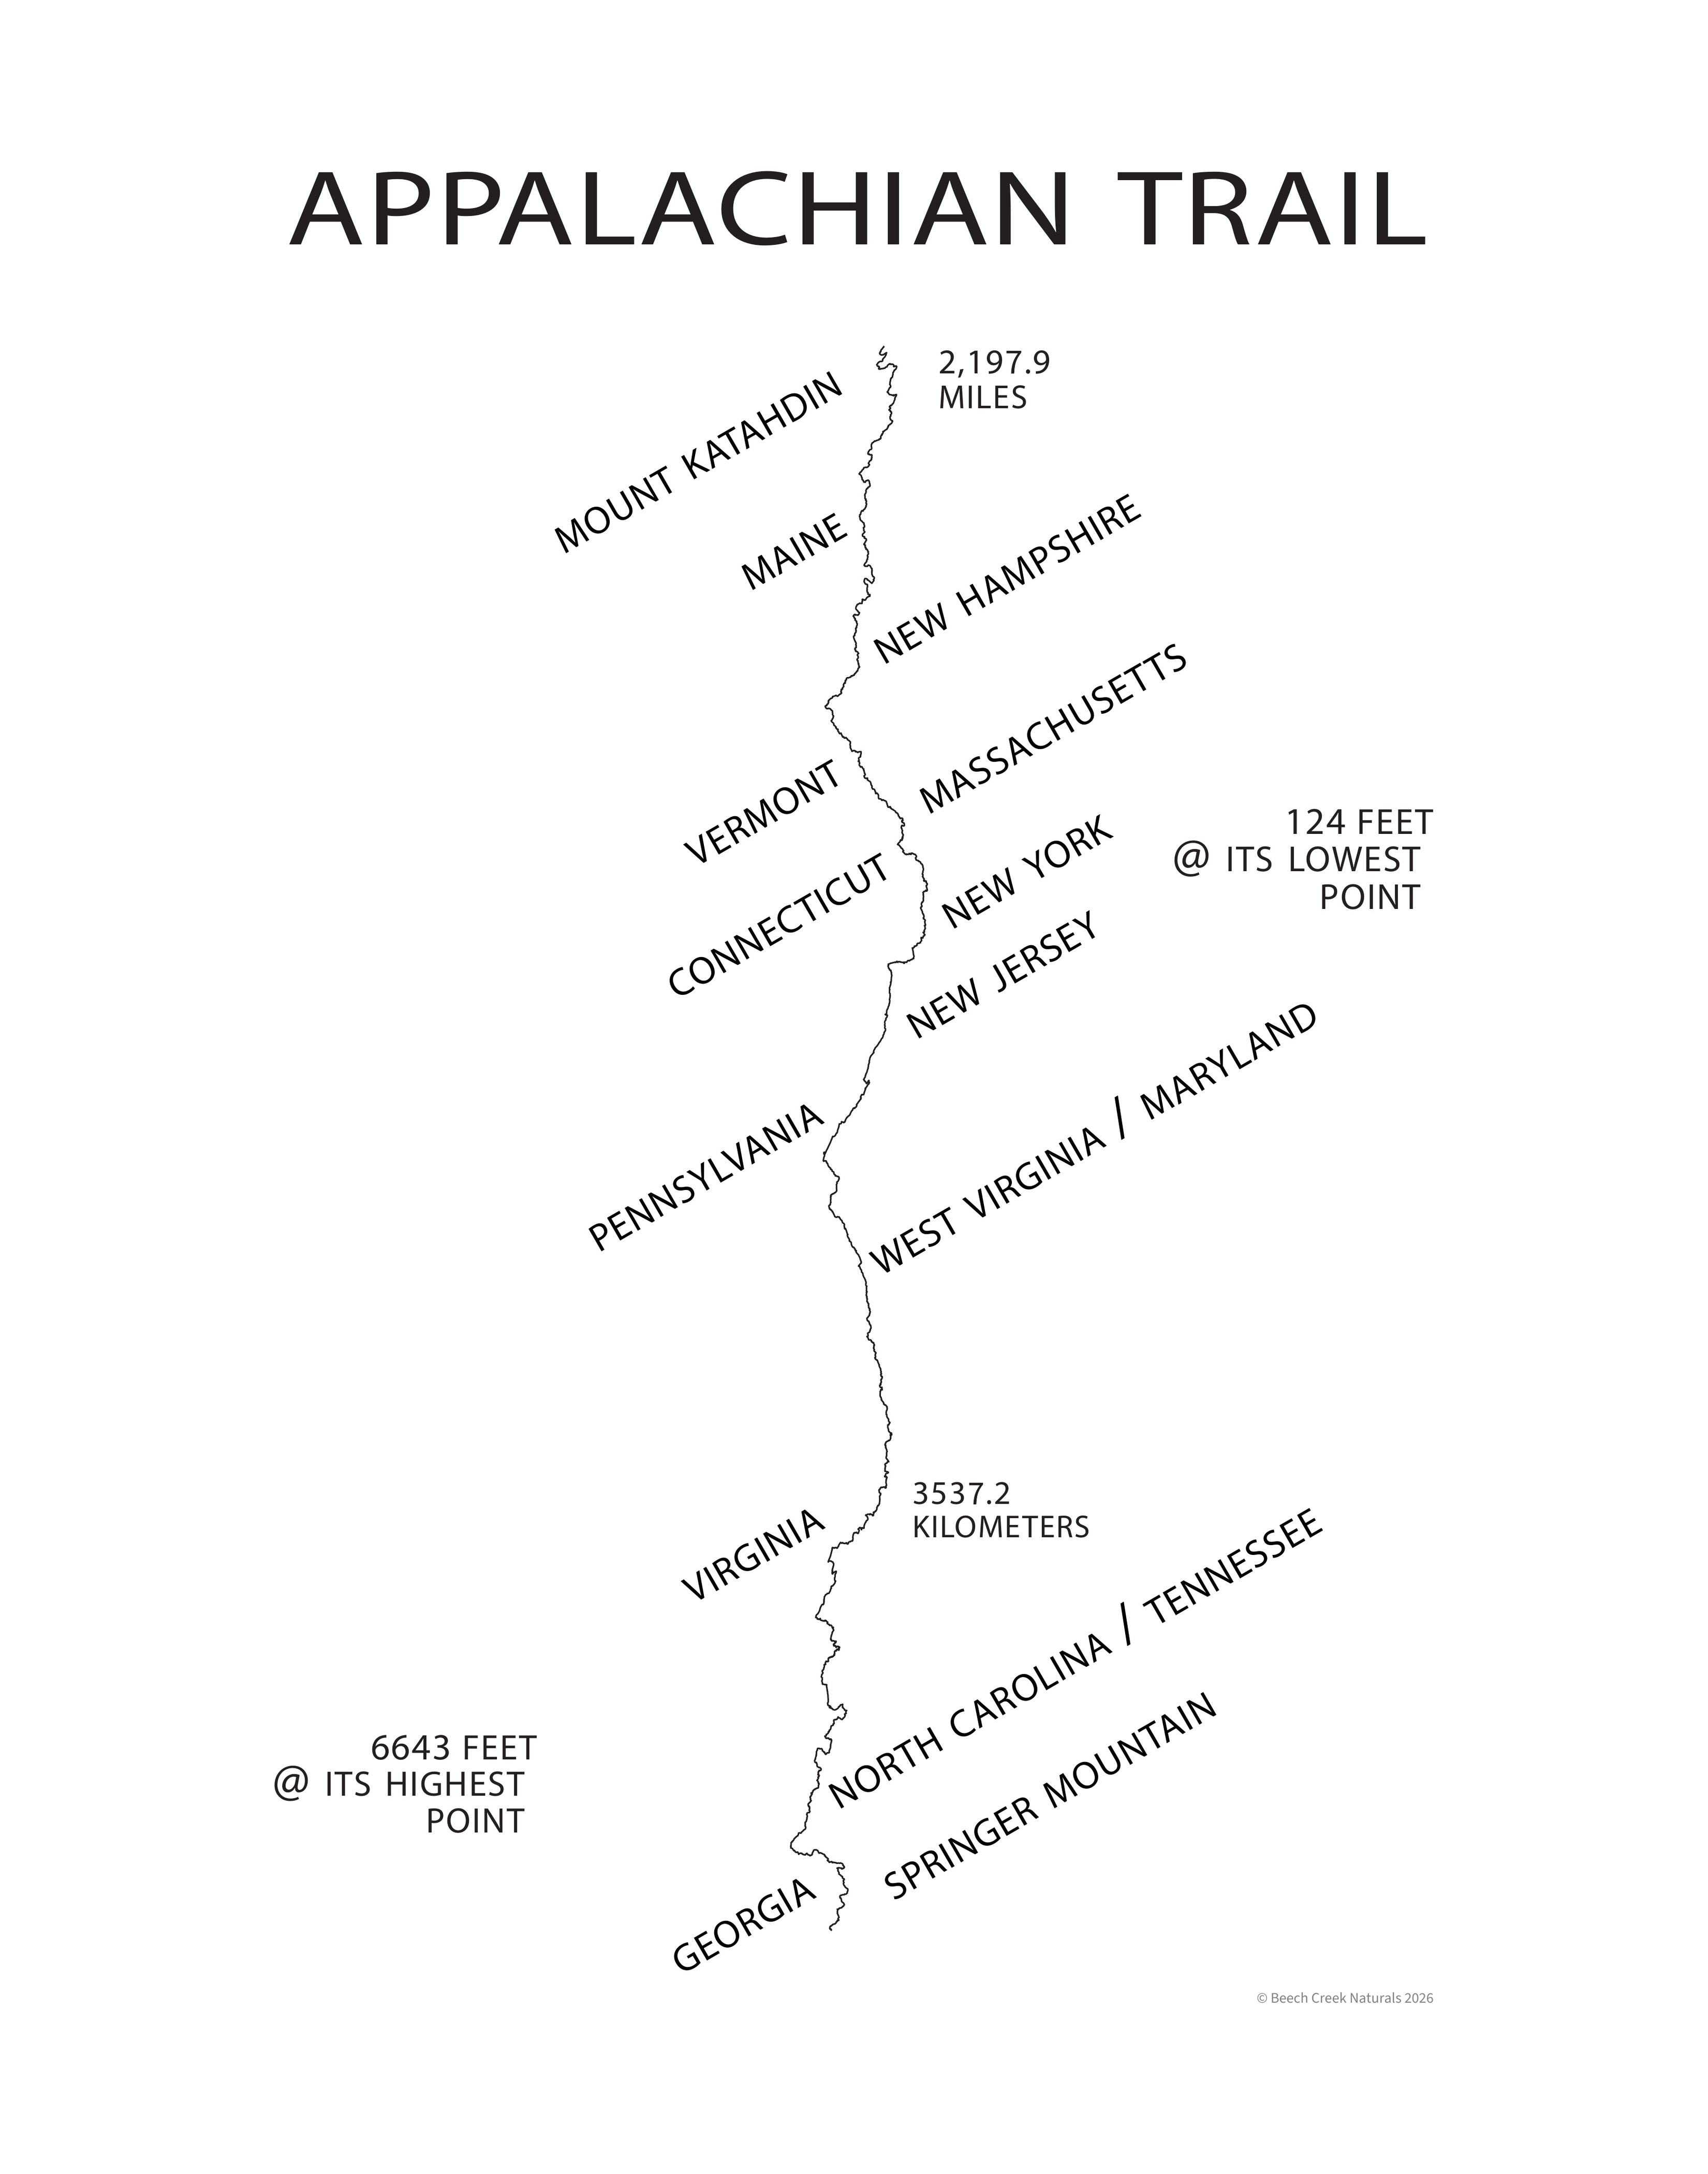 APPALACHIAN TRAIL
2,197.9
MILES
MOUNT KATAHDIN
MAINE
NEW HAMPSHIRE
MASSACHUSETTS
VERMONT
124 FEET
@ ITS LOWEST
POINT
NEW YORK
CONNECTICUT
NEW JERSEY
WEST VIRGINIA / MARYLAND
PENNSYLVANIA
3537.2
KILOMETERS
VIRGINIA
NORTH CAROLINA / TENNESSEE
SPRINGER MOUNTAIN
6643 FEET
@ ITS HIGHEST
POINT
GEORGIA
© Beech Creek Naturals 2026